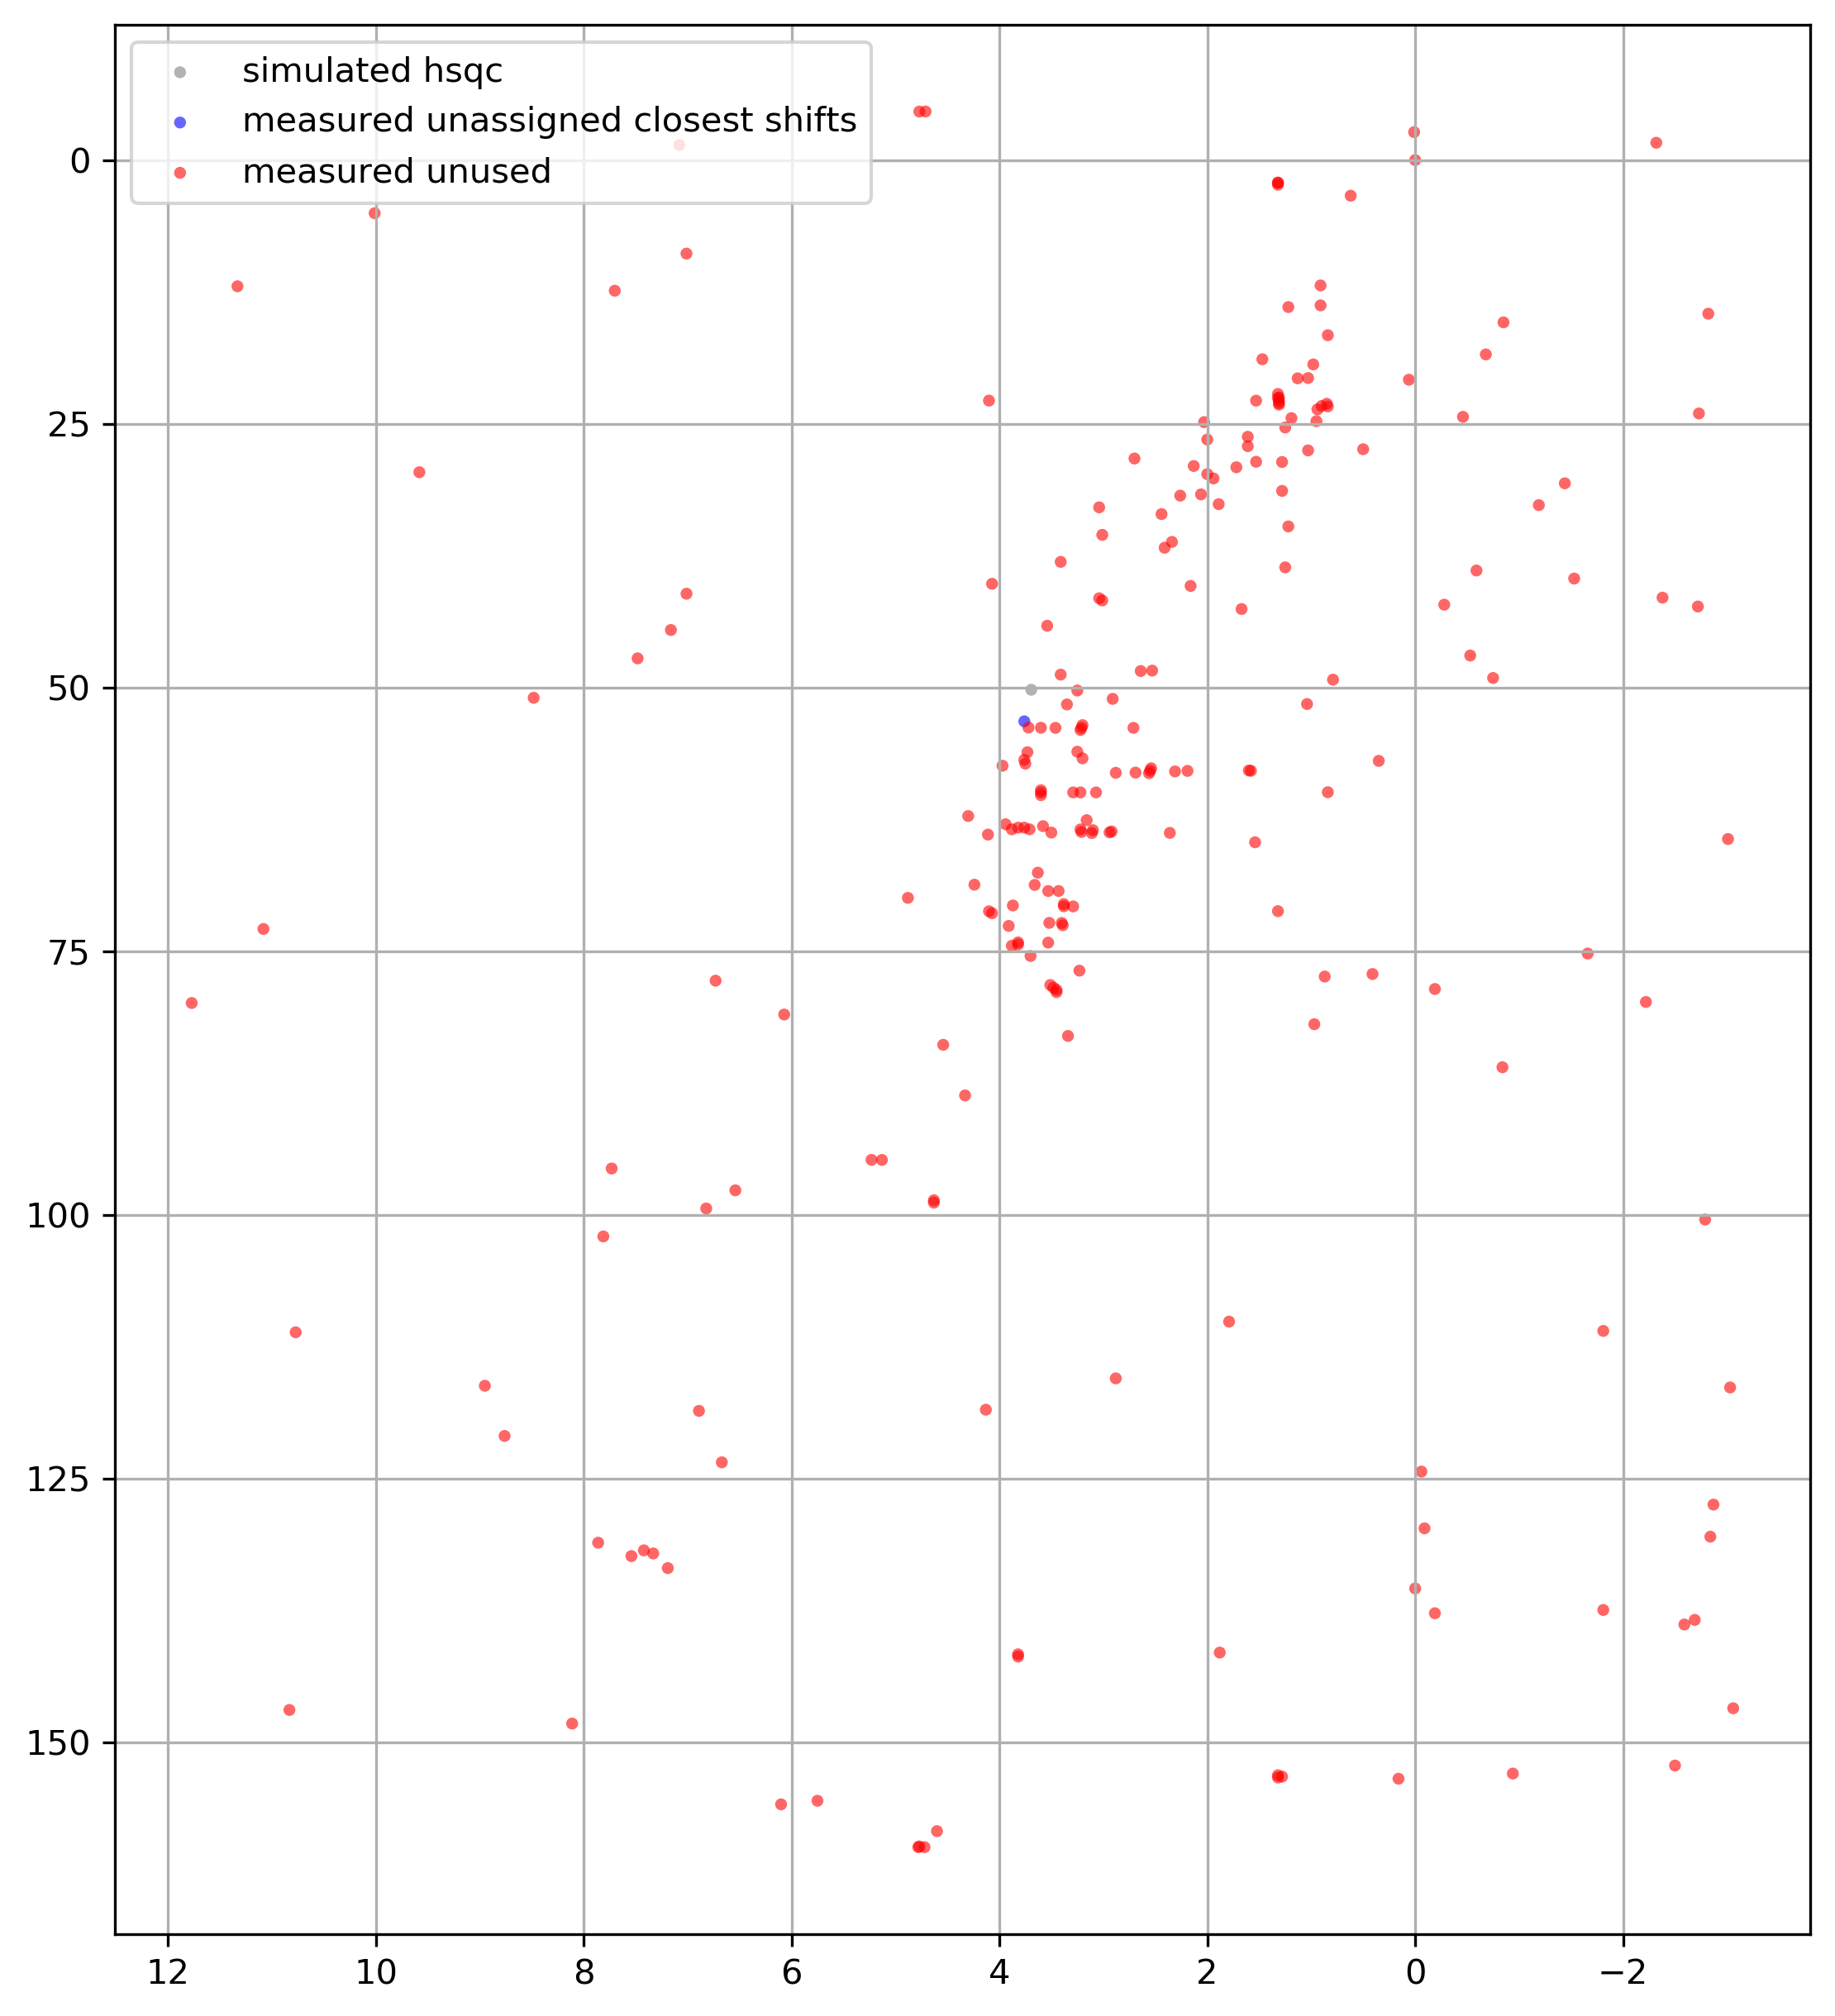 simulated hsqc
measured unassigned closest shifts
measured unused
0
25
50
75
100
125
150
12 10 8 6 4 2 0 −2